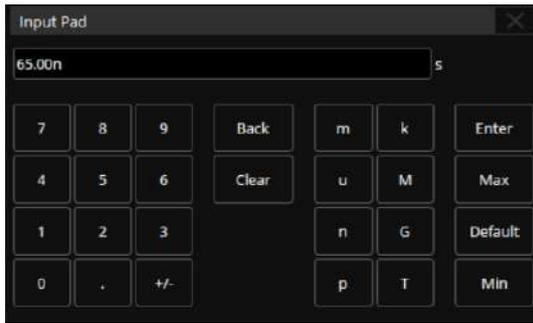 Input Pad
65.00n s
7 8 9 Back m k Enter
4 5 6 Clear u M Max
1 2 3 n G Default
0 . +/- p T Min